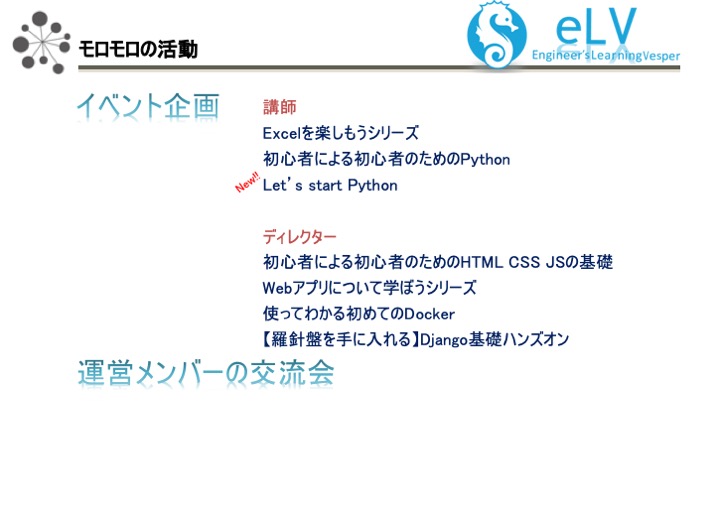 モロモロの活動
eLV
Engineer'sLearningVesper
イベント企画
講師
Excelを楽しもうシリーズ
初心者による初心者のためのPython
New!!
Let’s start Python
ディレクター
初心者による初心者のためのHTML CSS JSの基礎
Webアプリについて学ぼうシリーズ
使ってわかる初めてのDocker
【羅針盤を手に入れる】Django基礎ハンズオン
運営メンバーの交流会